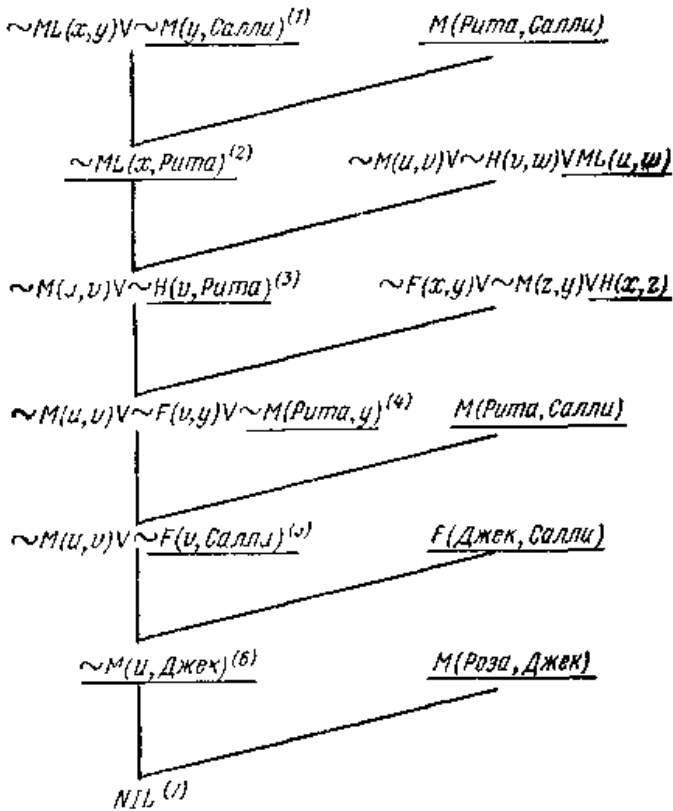 ~ML(x,y)V~M(y,Салли)⁽¹⁾ M(Рита,Салли)
~ML(x,Рита)⁽²⁾ ~M(u,v)V~H(v,w)VML(u,w)
~M(u,v)V~H(v,Рита)⁽³⁾ ~F(x,y)V~M(z,y)VH(x,z)
~M(u,v)V~F(v,y)V~M(Рита,y)⁽⁴⁾ M(Рита,Салли)
~M(u,v)V~F(v,Салли)⁽⁵⁾ F(Джек,Салли)
~M(u,Джек)⁽⁶⁾ M(Роза,Джек)
NIL⁽⁷⁾